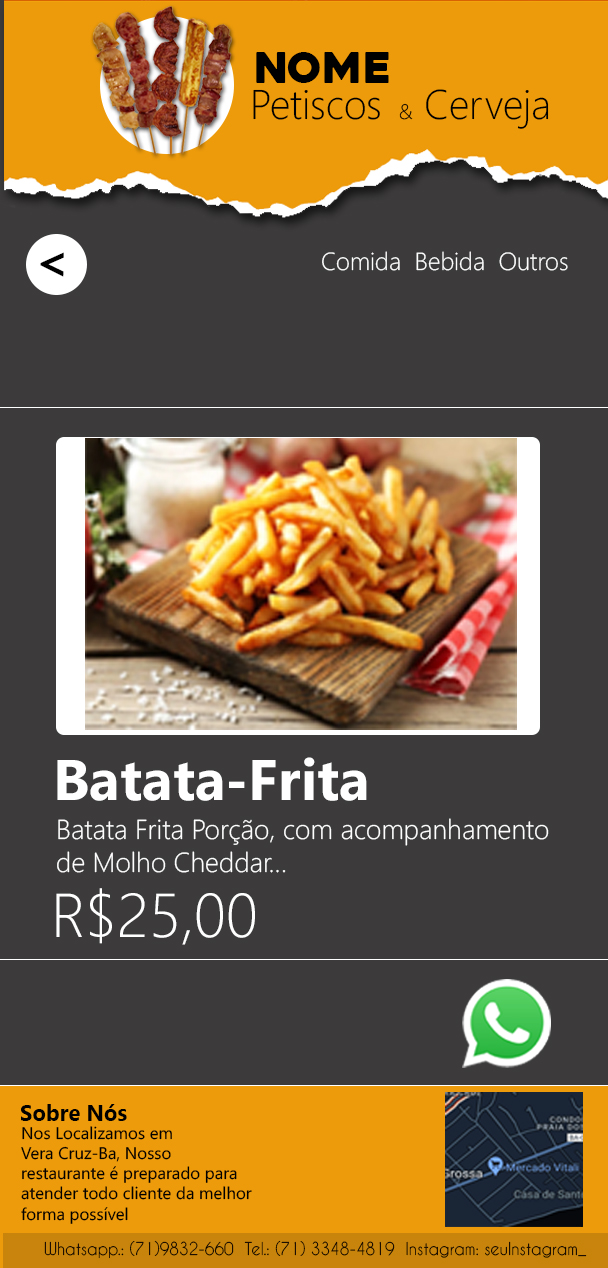 NOME
Petiscos & Cerveja
<
Comida Bebida Outros
Batata-Frita
Batata Frita Porção, com acompanhamento
de Molho Cheddar...
R$25,00
Sobre Nós
Nos Localizamos em
Vera Cruz-Ba, Nosso
restaurante é preparado para
atender todo cliente da melhor
forma possível
CONDO
PRAIA DOS
BA-
Grossa
Mercado Vitali
Casa de Sant
Whatsapp.: (71)9832-660 Tel.: (71) 3348-4819 Instagram: seuInstagram_